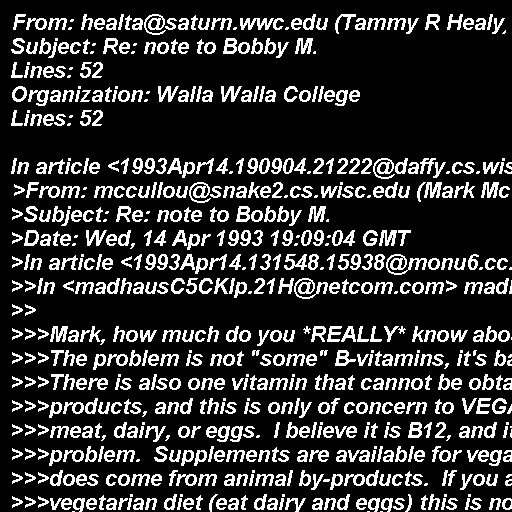 From: healta@saturn.wwc.edu (Tammy R Healy)
Subject: Re: note to Bobby M.
Lines: 52
Organization: Walla Walla College
Lines: 52
In article <1993Apr14.190904.21222@daffy.cs.wis
>From: mccullou@snake2.cs.wisc.edu (Mark Mc
>Subject: Re: note to Bobby M.
>Date: Wed, 14 Apr 1993 19:09:04 GMT
>In article <1993Apr14.131548.15938@monu6.cc.
>>In <madhausC5CKIp.21H@netcom.com> mad
>>
>>>Mark, how much do you *REALLY* know abo
>>>The problem is not "some" B-vitamins, it's ba
>>>There is also one vitamin that cannot be obta
>>>products, and this is only of concern to VEGA
>>>meat, dairy, or eggs.  I believe it is B12, and it
>>>problem.  Supplements are available for vega
>>>does come from animal by-products.  If you a
>>>vegetarian diet (eat dairy and eggs) this is no